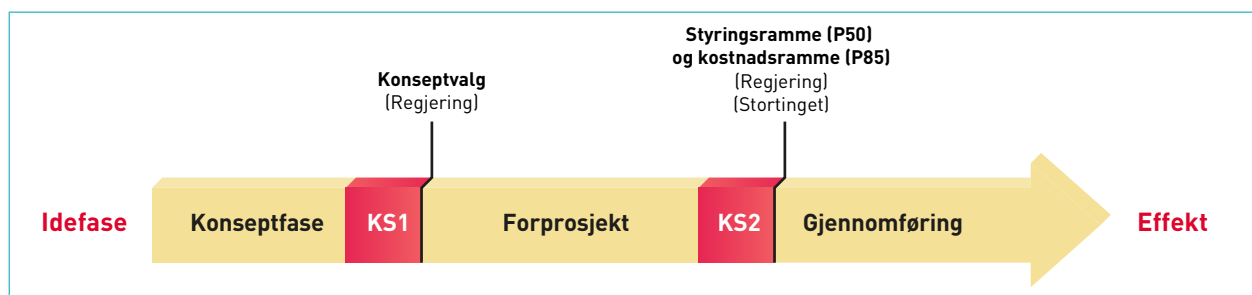 Styringsramme (P50)
og kostnadsramme (P85)
(Regjering)
(Stortinget)
Konseptvalg
(Regjering)
Idefase
Konseptfase
KS1
Forprosjekt
KS2
Gjennomføring
Effekt